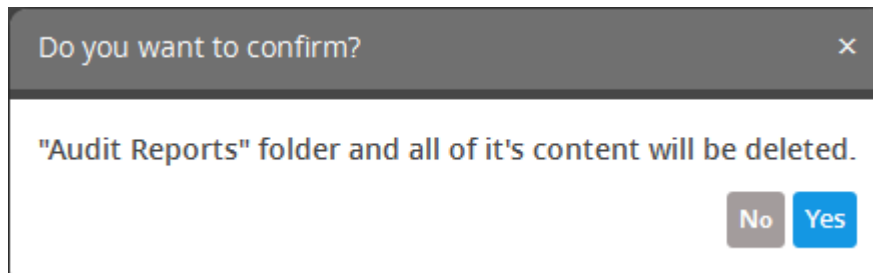 Do you want to confirm? ×
"Audit Reports" folder and all of it's content will be deleted.
No Yes